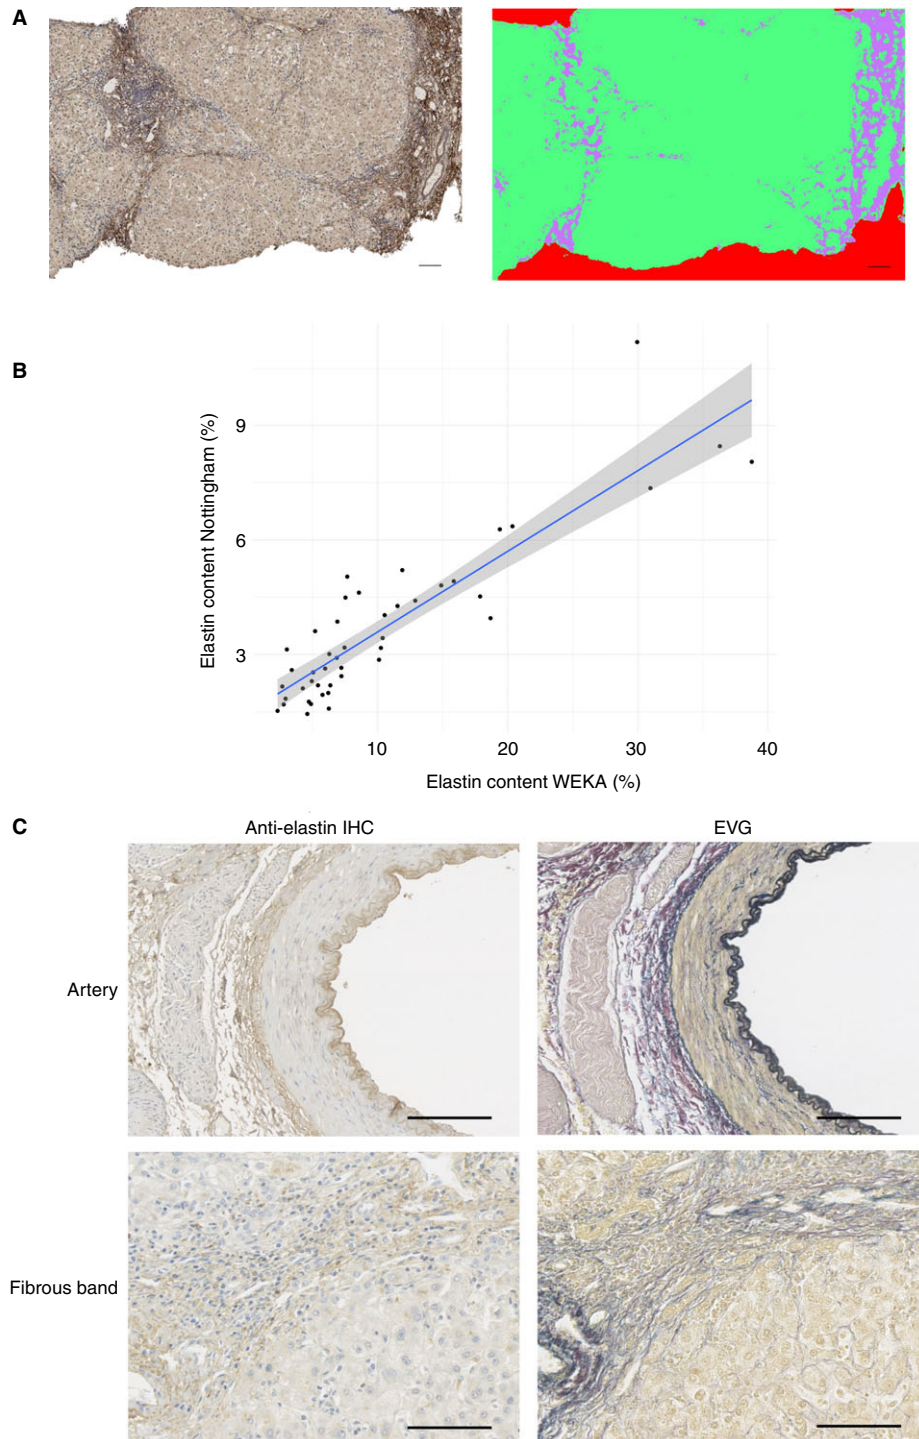 A
B
Elastin content Nottingham (%)
9
6
3
10 20 30 40
Elastin content WEKA (%)
C
Anti-elastin IHC EVG
Artery
Fibrous band